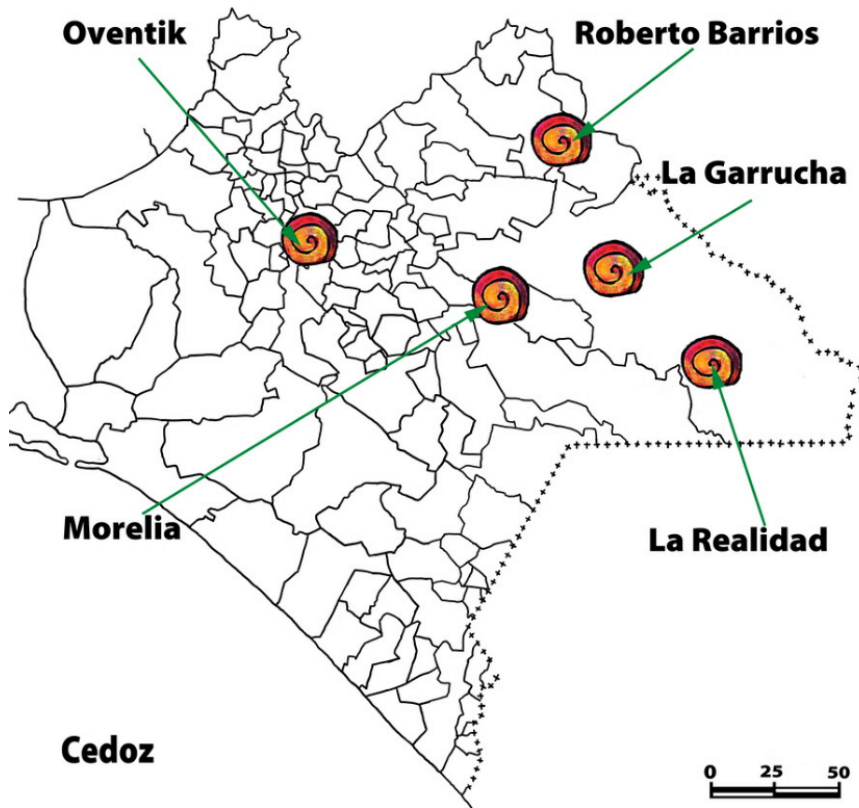 Oventik
Roberto Barrios
La Garrucha
Morelia
La Realidad
Cedoz
0 25 50